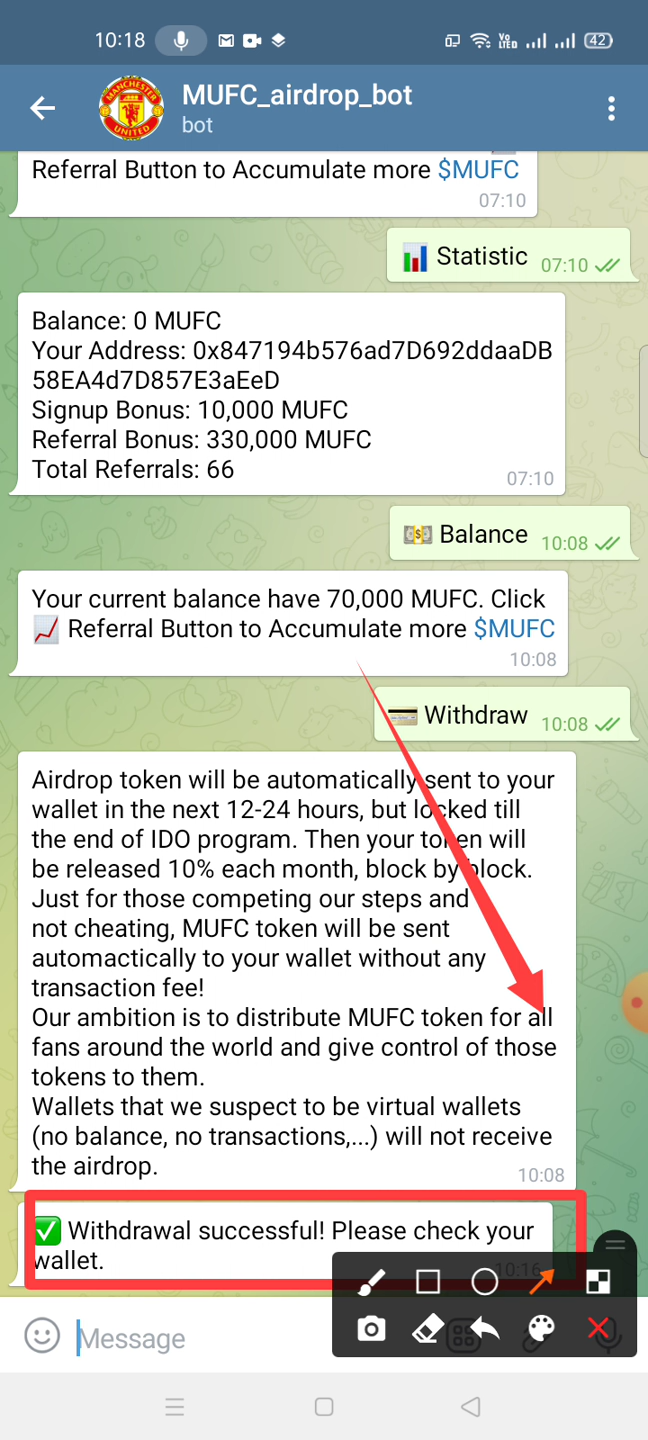 10:18
Vo
LTED
42
MANCHESTER
UNITED
MUFC_airdrop_bot
bot
Referral Button to Accumulate more $MUFC
07:10
Statistic 07:10
Balance: 0 MUFC
Your Address: 0x847194b576ad7D692ddaaDB
58EA4d7D857E3aEeD
Signup Bonus: 10,000 MUFC
Referral Bonus: 330,000 MUFC
Total Referrals: 66
07:10
Balance 10:08
Your current balance have 70,000 MUFC. Click
Referral Button to Accumulate more $MUFC
10:08
Withdraw 10:08
Airdrop token will be automatically sent to your
wallet in the next 12-24 hours, but locked till
the end of IDO program. Then your token will
be released 10% each month, block by block.
Just for those competing our steps and
not cheating, MUFC token will be sent
automactically to your wallet without any
transaction fee!
Our ambition is to distribute MUFC token for all
fans around the world and give control of those
tokens to them.
Wallets that we suspect to be virtual wallets
(no balance, no transactions,...) will not receive
the airdrop.
10:08
✅ Withdrawal successful! Please check your
wallet.
10:16
Message